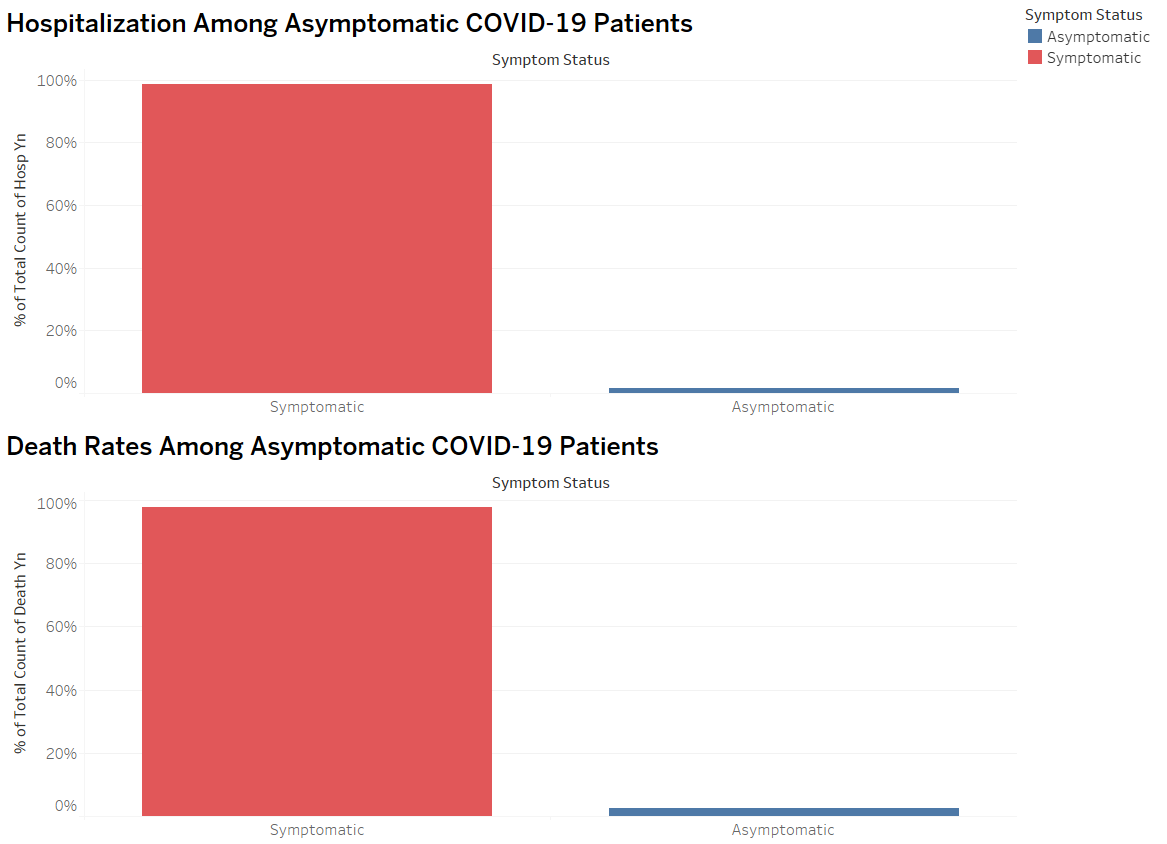 Hospitalization Among Asymptomatic COVID-19 Patients
Symptom Status
Asymptomatic
Symptomatic
Symptom Status
100%
80%
60%
40%
20%
0%
% of Total Count of Hosp Yn
Symptomatic
Asymptomatic
Death Rates Among Asymptomatic COVID-19 Patients
Symptom Status
100%
80%
60%
40%
20%
0%
% of Total Count of Death Yn
Symptomatic
Asymptomatic